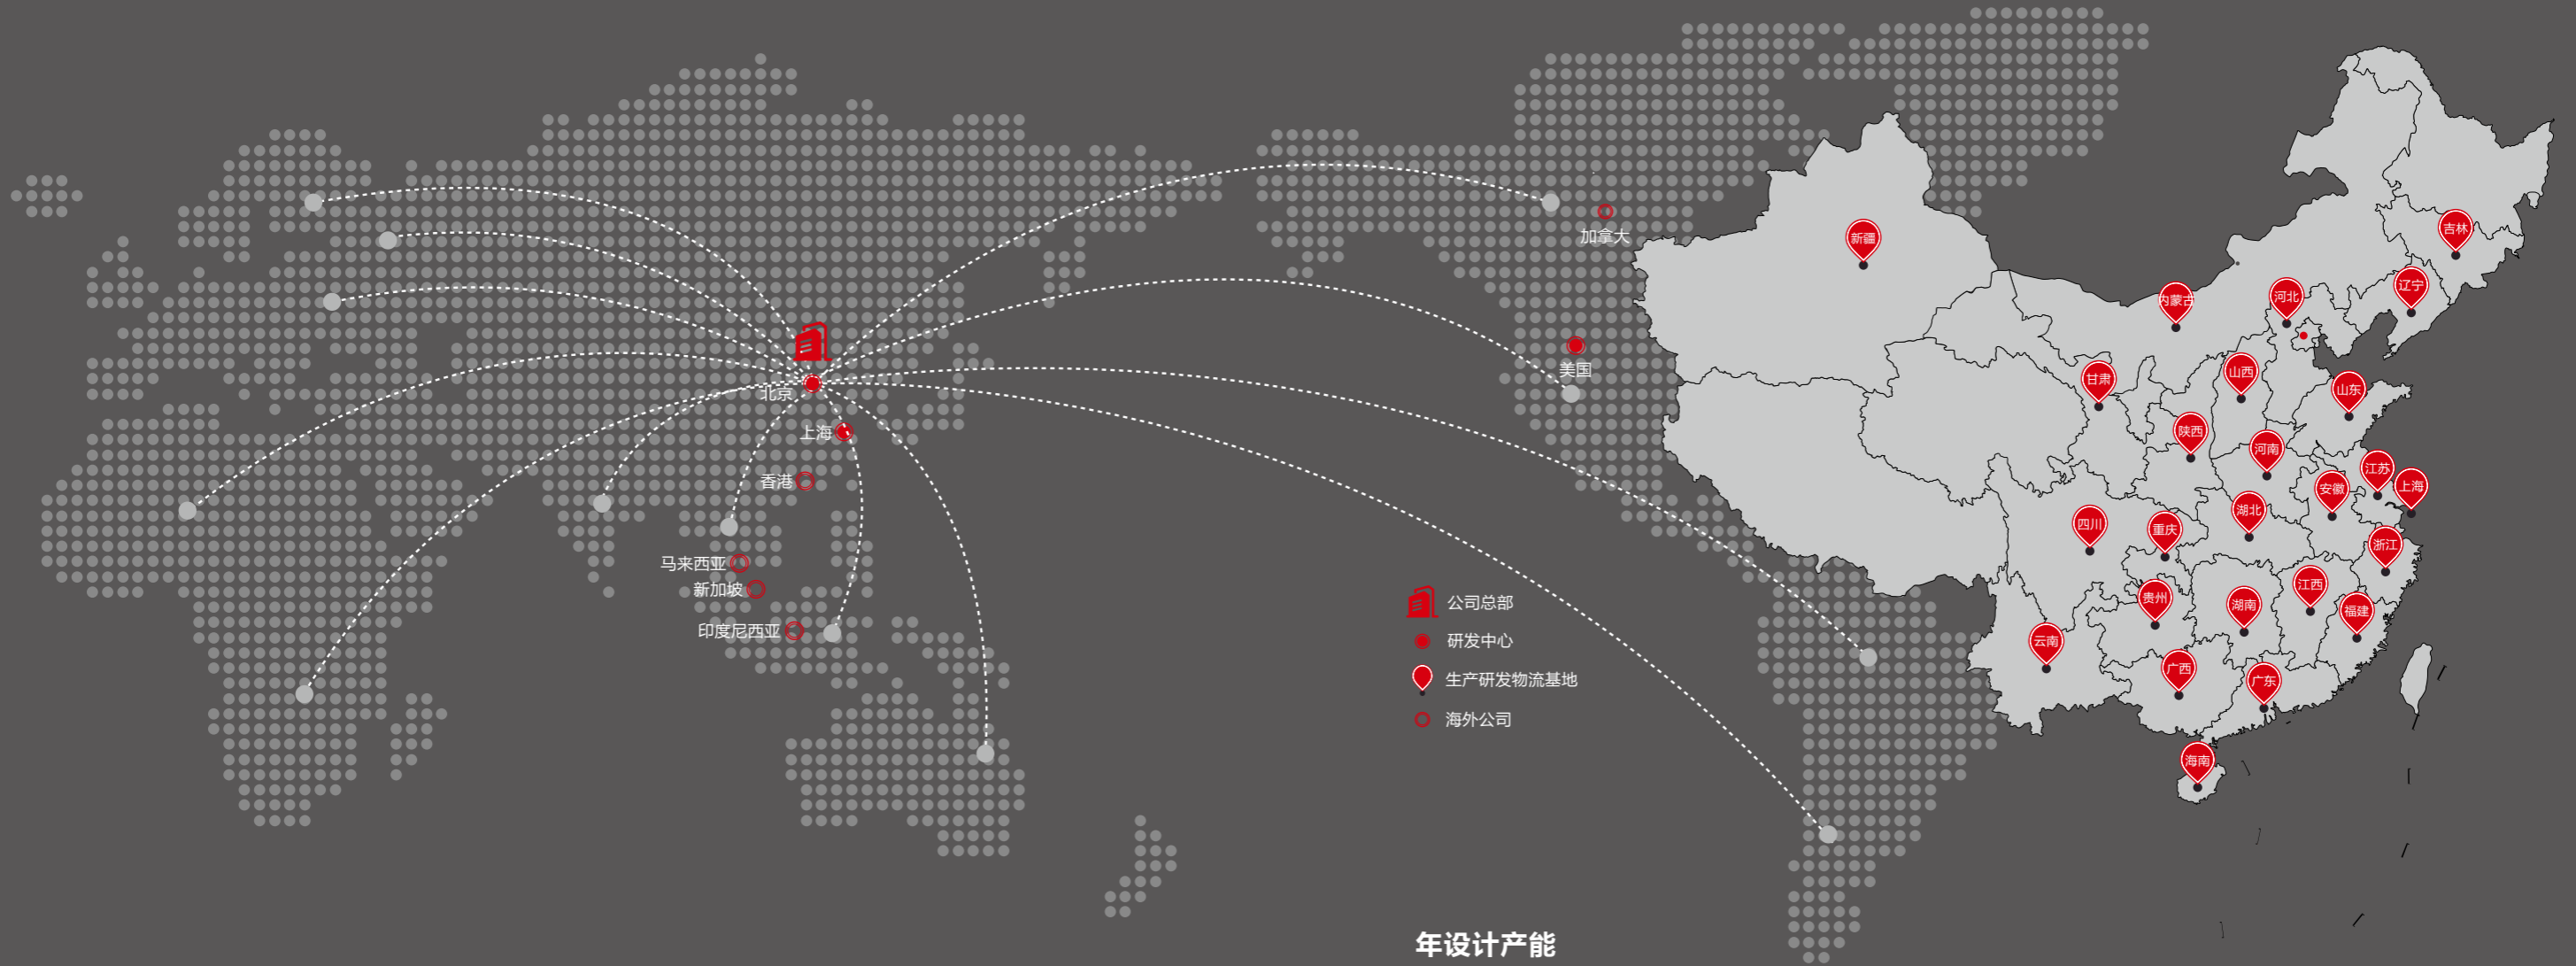 加拿大
美国
北京
上海
香港
马来西亚
新加坡
印度尼西亚
公司总部
研发中心
生产研发物流基地
海外公司
年设计产能
新疆
吉林
辽宁
内蒙古
河北
山西
甘肃
山东
陕西
河南
江苏
上海
安徽
湖北
四川
重庆
浙江
江西
贵州
湖南
福建
云南
广西
广东
海南